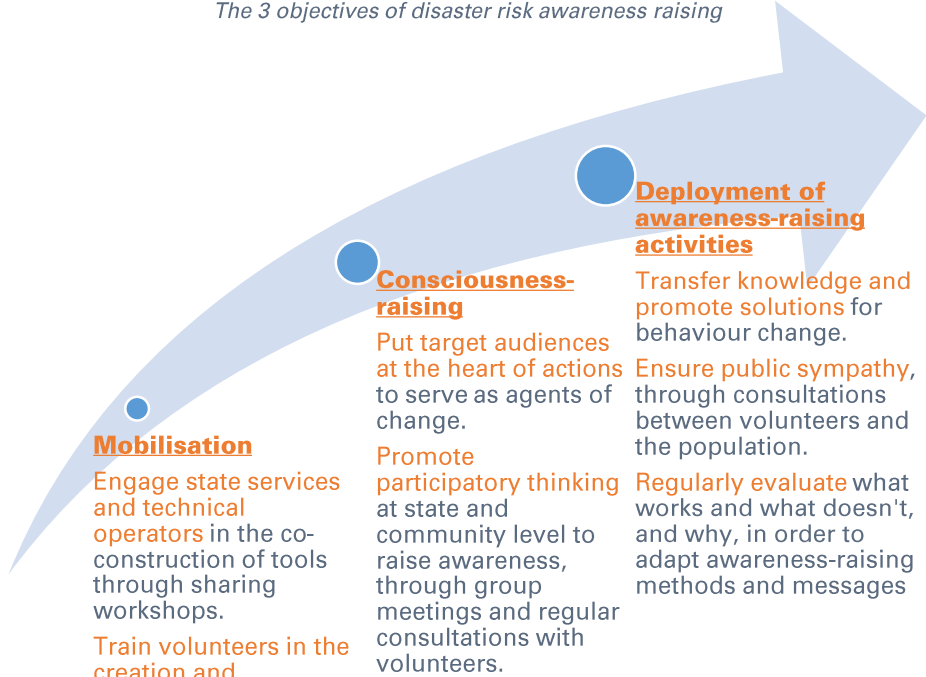 The 3 objectives of disaster risk awareness raising
Mobilisation
Engage state services
and technical
operators in the co-
construction of tools
through sharing
workshops.
Train volunteers in the
creation and
Consciousness-
raising
Put target audiences
at the heart of actions
to serve as agents of
change.
Promote
participatory thinking
at state and
community level to
raise awareness,
through group
meetings and regular
consultations with
volunteers.
Deployment of
awareness-raising
activities
Transfer knowledge and
promote solutions for
behaviour change.
Ensure public sympathy,
through consultations
between volunteers and
the population.
Regularly evaluate what
works and what doesn't,
and why, in order to
adapt awareness-raising
methods and messages